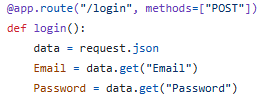 @app.route("/login", methods=["POST"])
def login():
    data = request.json
    Email = data.get("Email")
    Password = data.get("Password")